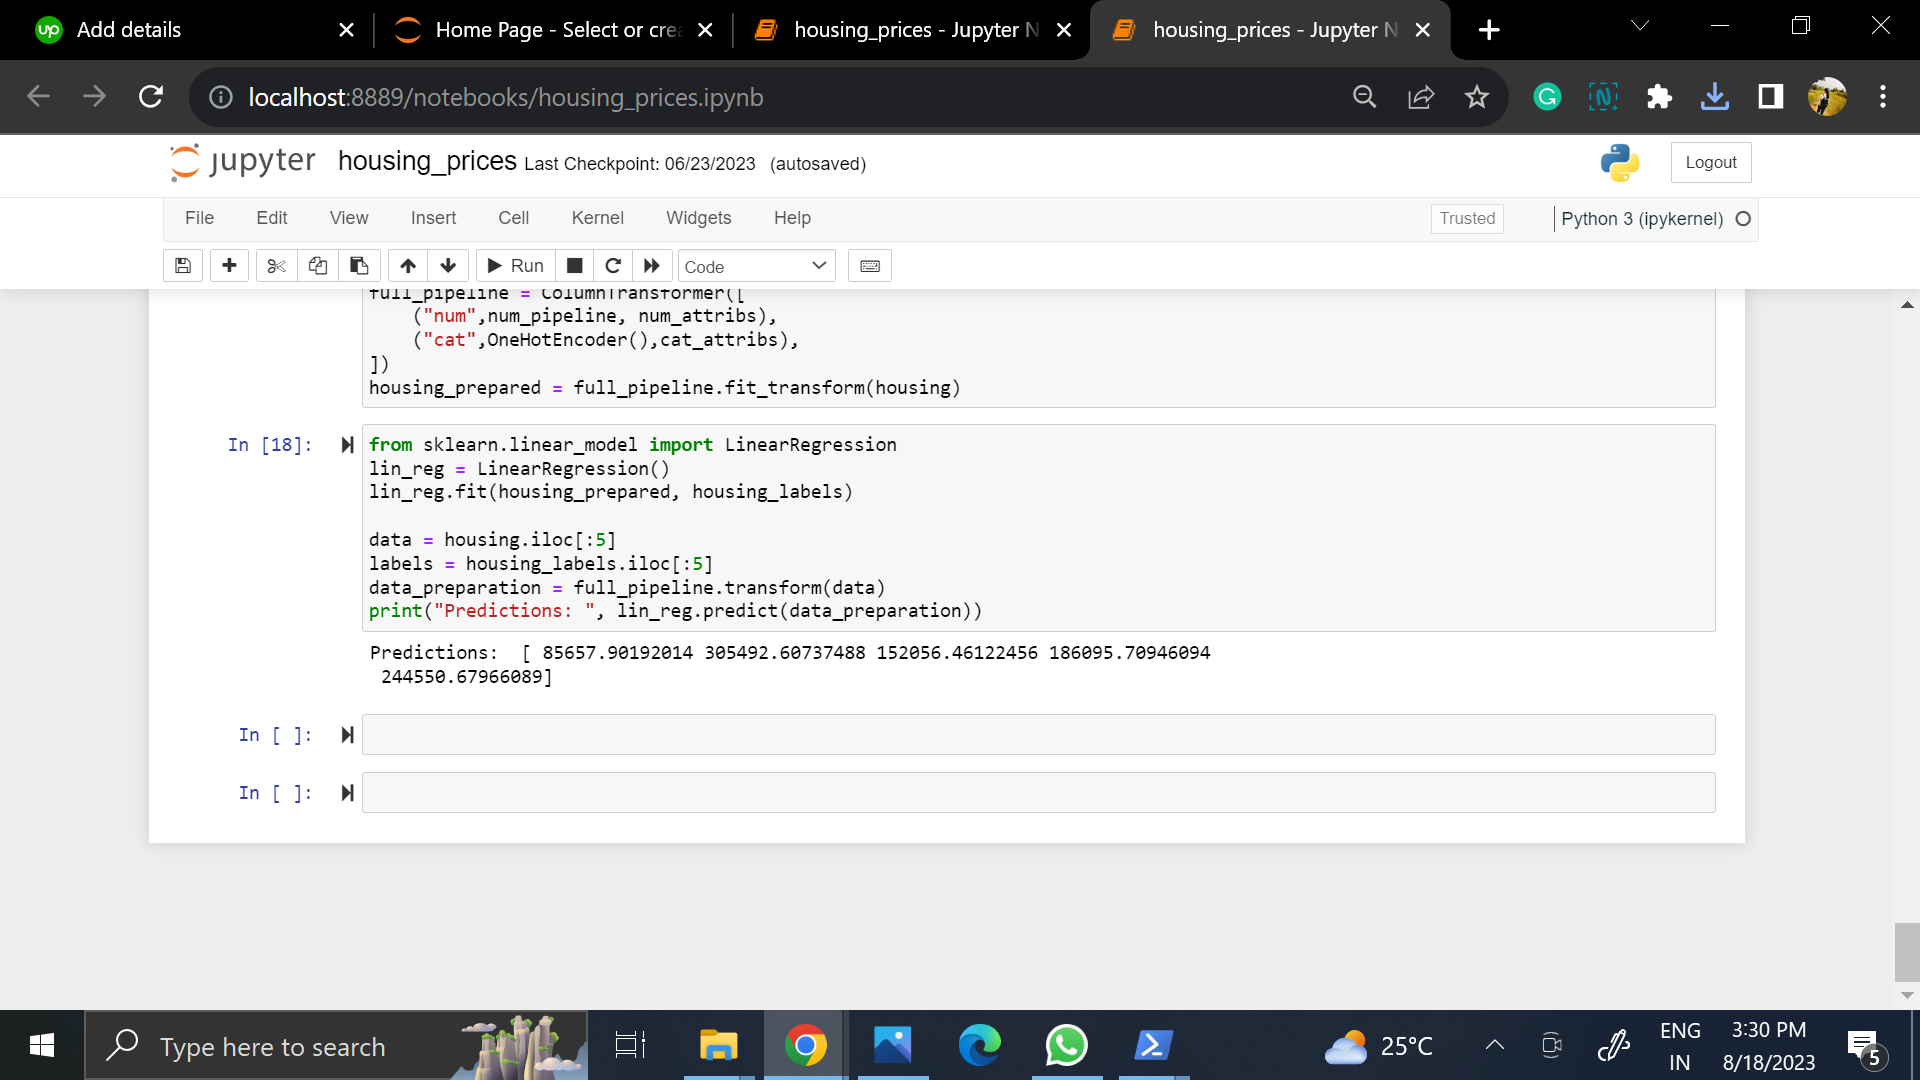 Add details
Home Page - Select or crea
housing_prices - Jupyter N
housing_prices - Jupyter N
localhost:8889/notebooks/housing_prices.ipynb
jupyter housing_prices Last Checkpoint: 06/23/2023 (autosaved)
Logout
File Edit View Insert Cell Kernel Widgets Help
Trusted
Python 3 (ipykernel)
Run
Code
full_pipeline = ColumnTransformer([
("num",num_pipeline, num_attribs),
("cat",OneHotEncoder(),cat_attribs),
])
housing_prepared = full_pipeline.fit_transform(housing)
In [18]:
from sklearn.linear_model import LinearRegression
lin_reg = LinearRegression()
lin_reg.fit(housing_prepared, housing_labels)
data = housing.iloc[:5]
labels = housing_labels.iloc[:5]
data_preparation = full_pipeline.transform(data)
print("Predictions: ", lin_reg.predict(data_preparation))
Predictions:  [ 85657.90192014 305492.60737488 152056.46122456 186095.70946094
244550.67966089]
In [ ]:
In [ ]:
Type here to search
25°C
ENG
IN
3:30 PM
8/18/2023
5